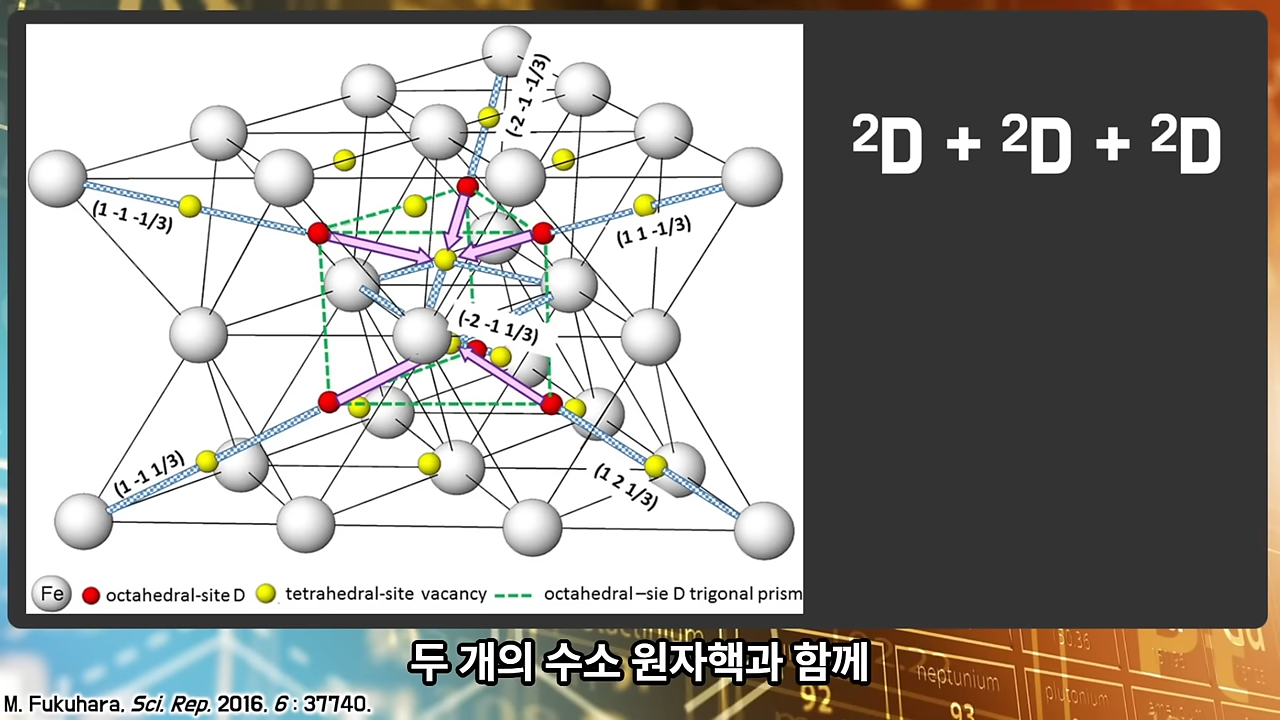 (-2 -1 -1/3)
²D + ²D + ²D
(1 -1 -1/3)
(1 1 -1/3)
(-2 -1 1/3)
(1 -1 1/3)
(1 2 1/3)
Fe octahedral-site D tetrahedral-site vacancy octahedral –sie D trigonal prism
두 개의 수소 원자핵과 함께
neptunium
plutonium
92
93
M. Fukuhara, Sci. Rep. 2016, 6 : 37740.